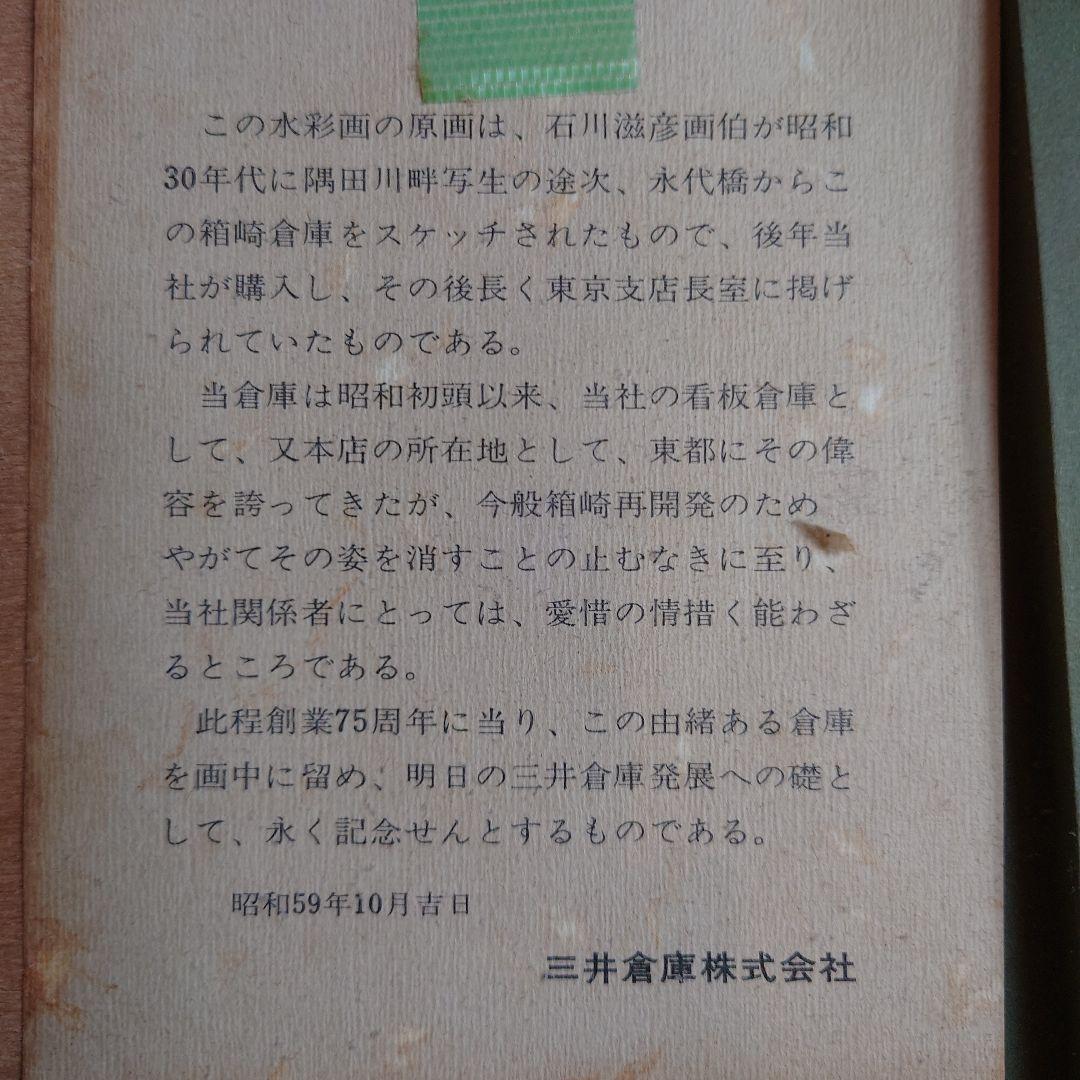 この水彩画の原画は、石川滋彦画伯が昭和
30年代に隅田川畔写生の途次、永代橋からこ
の箱崎倉庫をスケッチされたもので、後年当
社が購入し、その後長く東京支店長室に掲げ
られていたものである。
当倉庫は昭和初頭以来、当社の看板倉庫と
して、又本店の所在地として、東都にその偉
容を誇ってきたが、今般箱崎再開発のため
やがてその姿を消すことの止むなきに至り、
当社関係者にとっては、愛惜の情措く能わざ
るところである。
此程創業75周年に当り、この由緒ある倉庫
を画中に留め、明日の三井倉庫発展への礎と
して、永く記念せんとするものである。
昭和59年10月吉日
三井倉庫株式会社